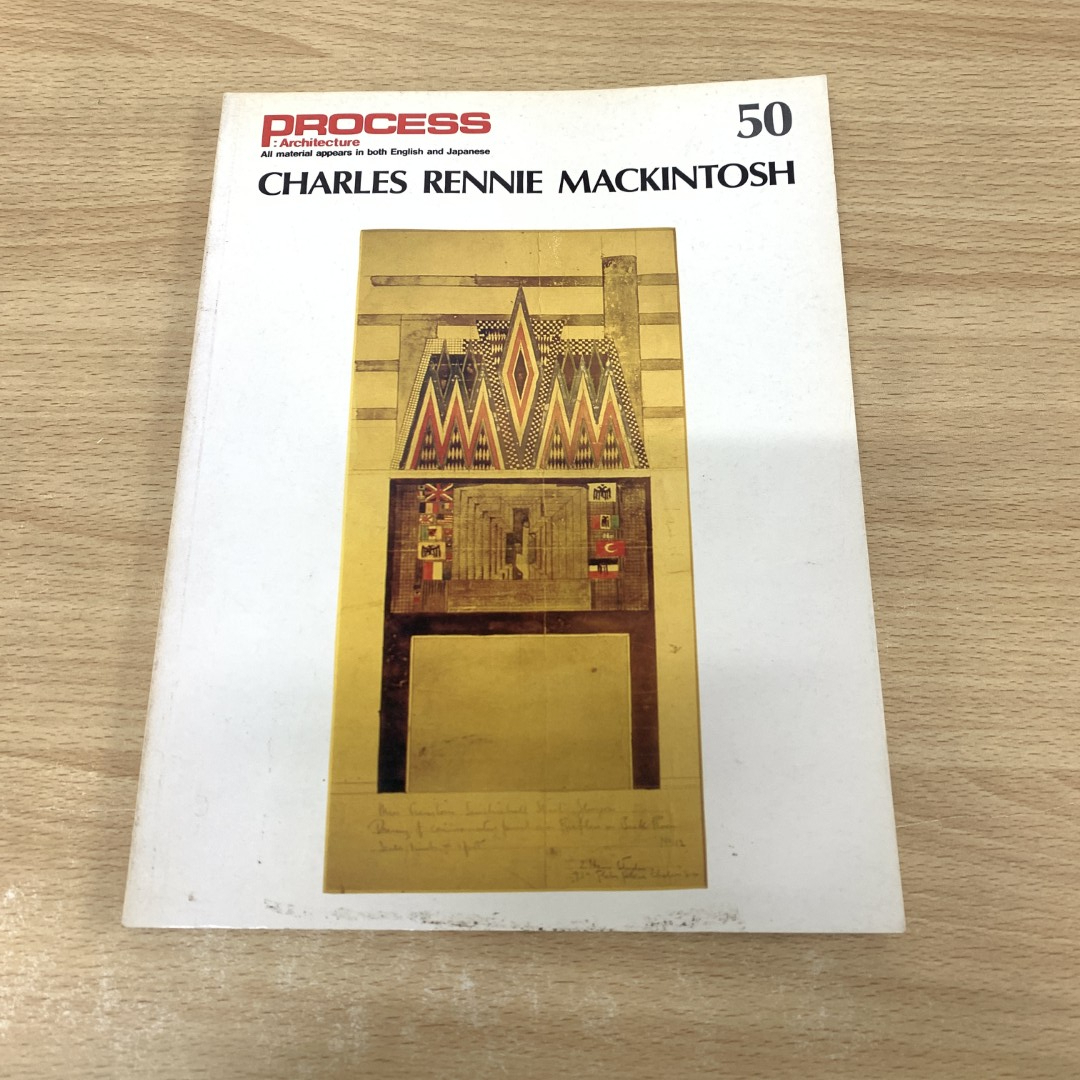 PROCESS
: Architecture
All material appears in both English and Japanese
50
CHARLES RENNIE MACKINTOSH